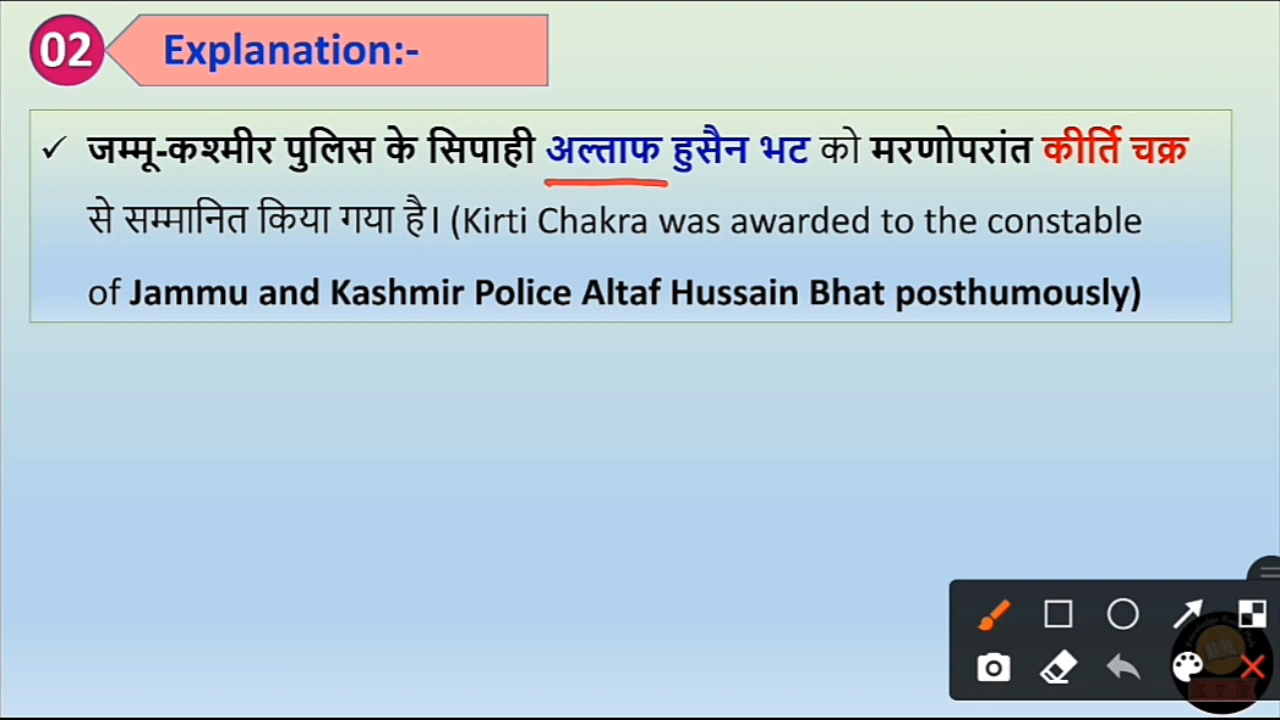 02 Explanation:-
✓ जम्मू-कश्मीर पुलिस के सिपाही अल्ताफ हुसैन भट को मरणोपरांत कीर्ति चक्र
से सम्मानित किया गया है। (Kirti Chakra was awarded to the constable
of Jammu and Kashmir Police Altaf Hussain Bhat posthumously)